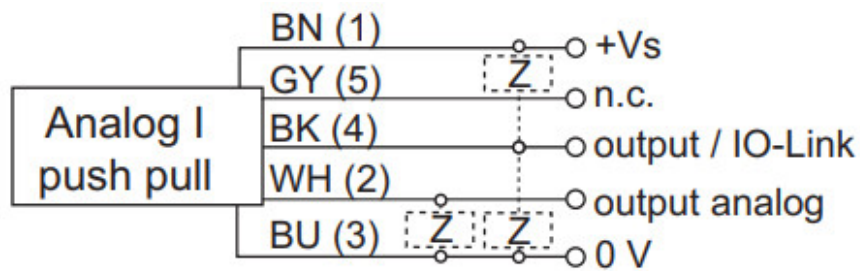 BN (1)
+Vs
Z
GY (5)
n.c.
Analog I
push pull
BK (4)
output / IO-Link
WH (2)
output analog
Z
Z
BU (3)
0 V